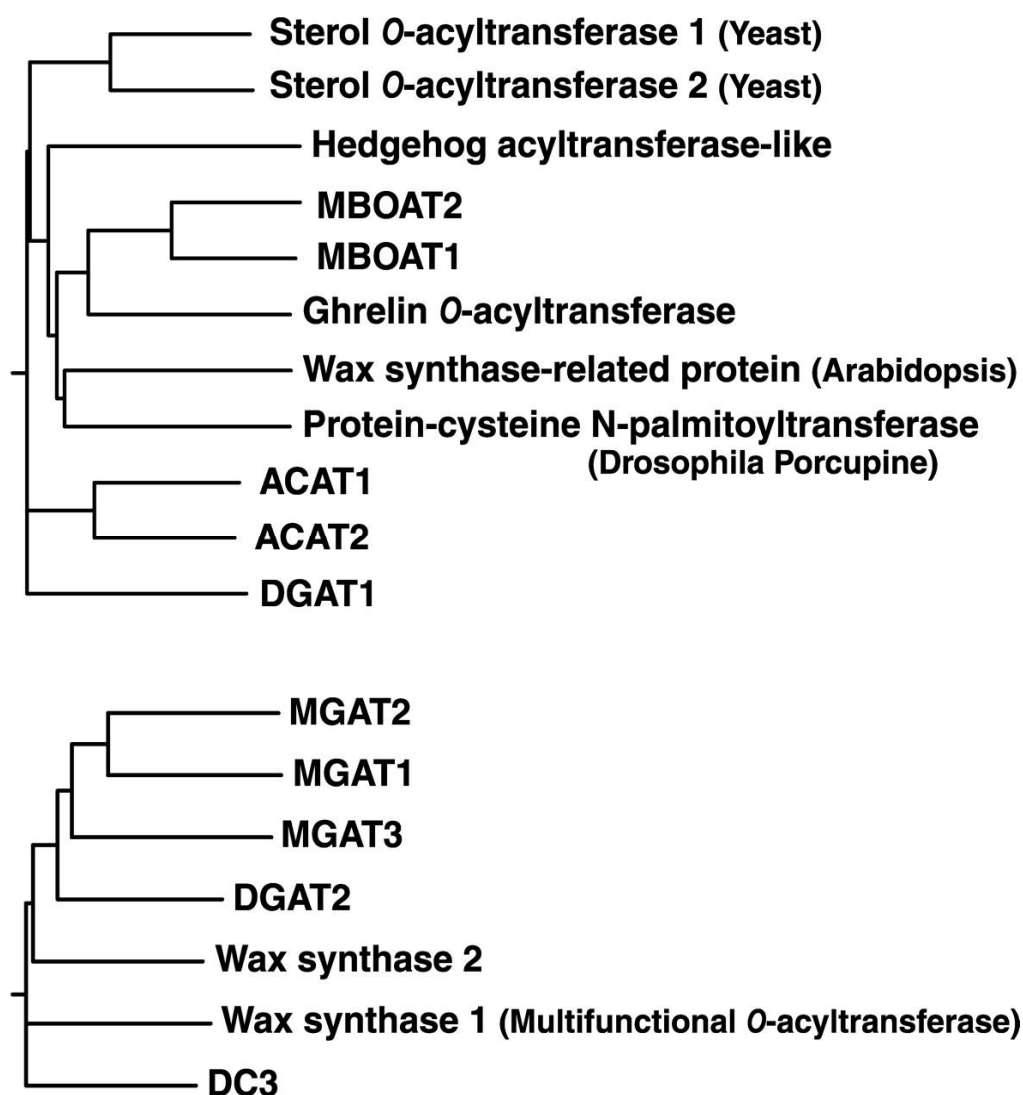 Sterol O-acyltransferase 1 (Yeast)
Sterol O-acyltransferase 2 (Yeast)
Hedgehog acyltransferase-like
MBOAT2
MBOAT1
Ghrelin O-acyltransferase
Wax synthase-related protein (Arabidopsis)
Protein-cysteine N-palmitoyltransferase
(Drosophila Porcupine)
ACAT1
ACAT2
DGAT1
MGAT2
MGAT1
MGAT3
DGAT2
Wax synthase 2
Wax synthase 1 (Multifunctional O-acyltransferase)
DC3